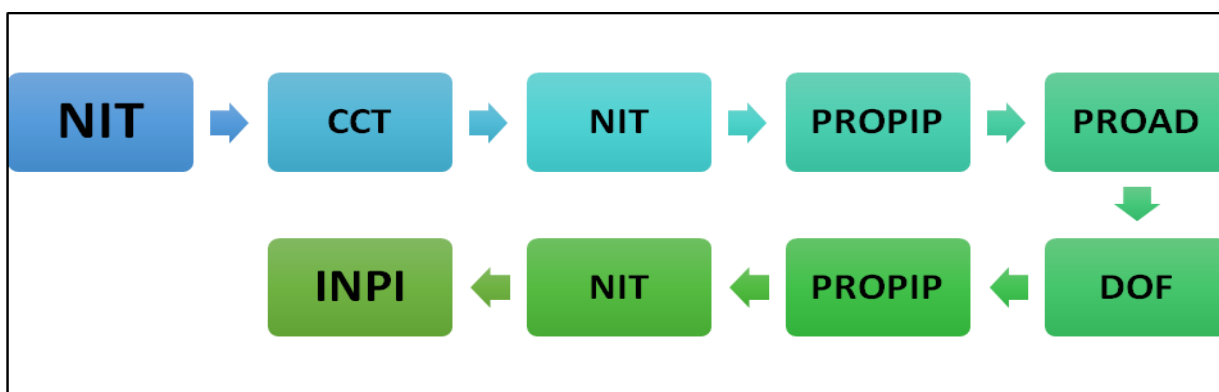 NIT
CCT
NIT
PROPIP
PROAD
DOF
PROPIP
NIT
INPI